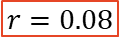 r = 0.08